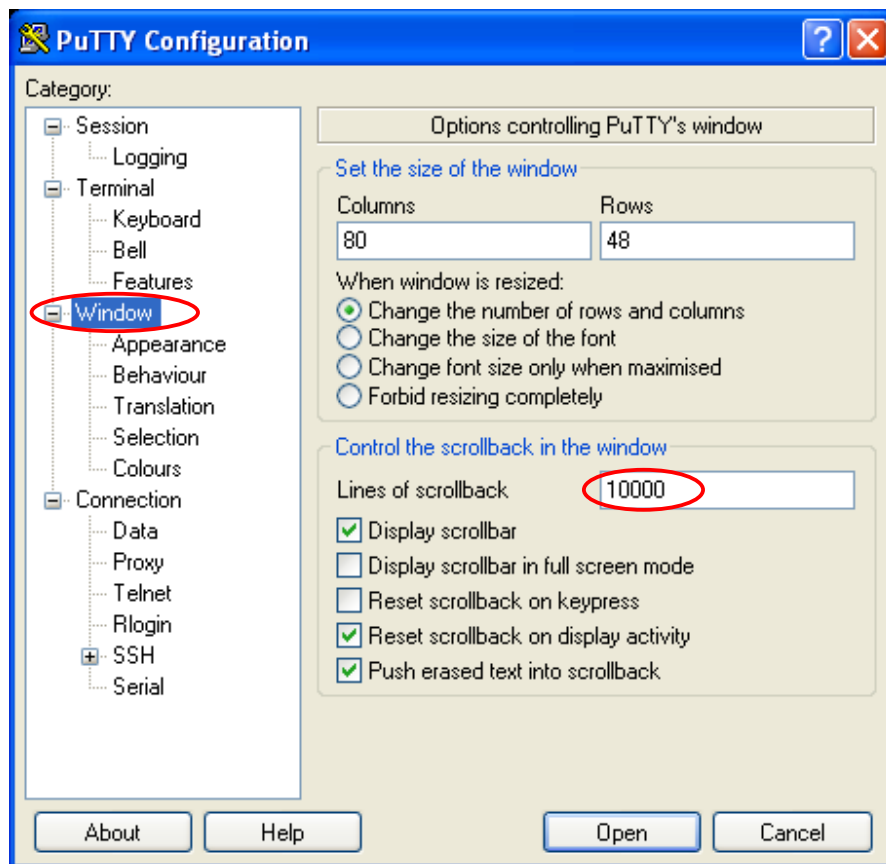 PuTTY Configuration
Category:
Session
Logging
Terminal
Keyboard
Bell
Features
Window
Appearance
Behaviour
Translation
Selection
Colours
Connection
Data
Proxy
Telnet
Rlogin
SSH
Serial
Options controlling PuTTY's window
Set the size of the window
Columns Rows
80 48
When window is resized:
Change the number of rows and columns
Change the size of the font
Change font size only when maximised
Forbid resizing completely
Control the scrollback in the window
Lines of scrollback 10000
Display scrollbar
Display scrollbar in full screen mode
Reset scrollback on keypress
Reset scrollback on display activity
Push erased text into scrollback
About Help Open Cancel